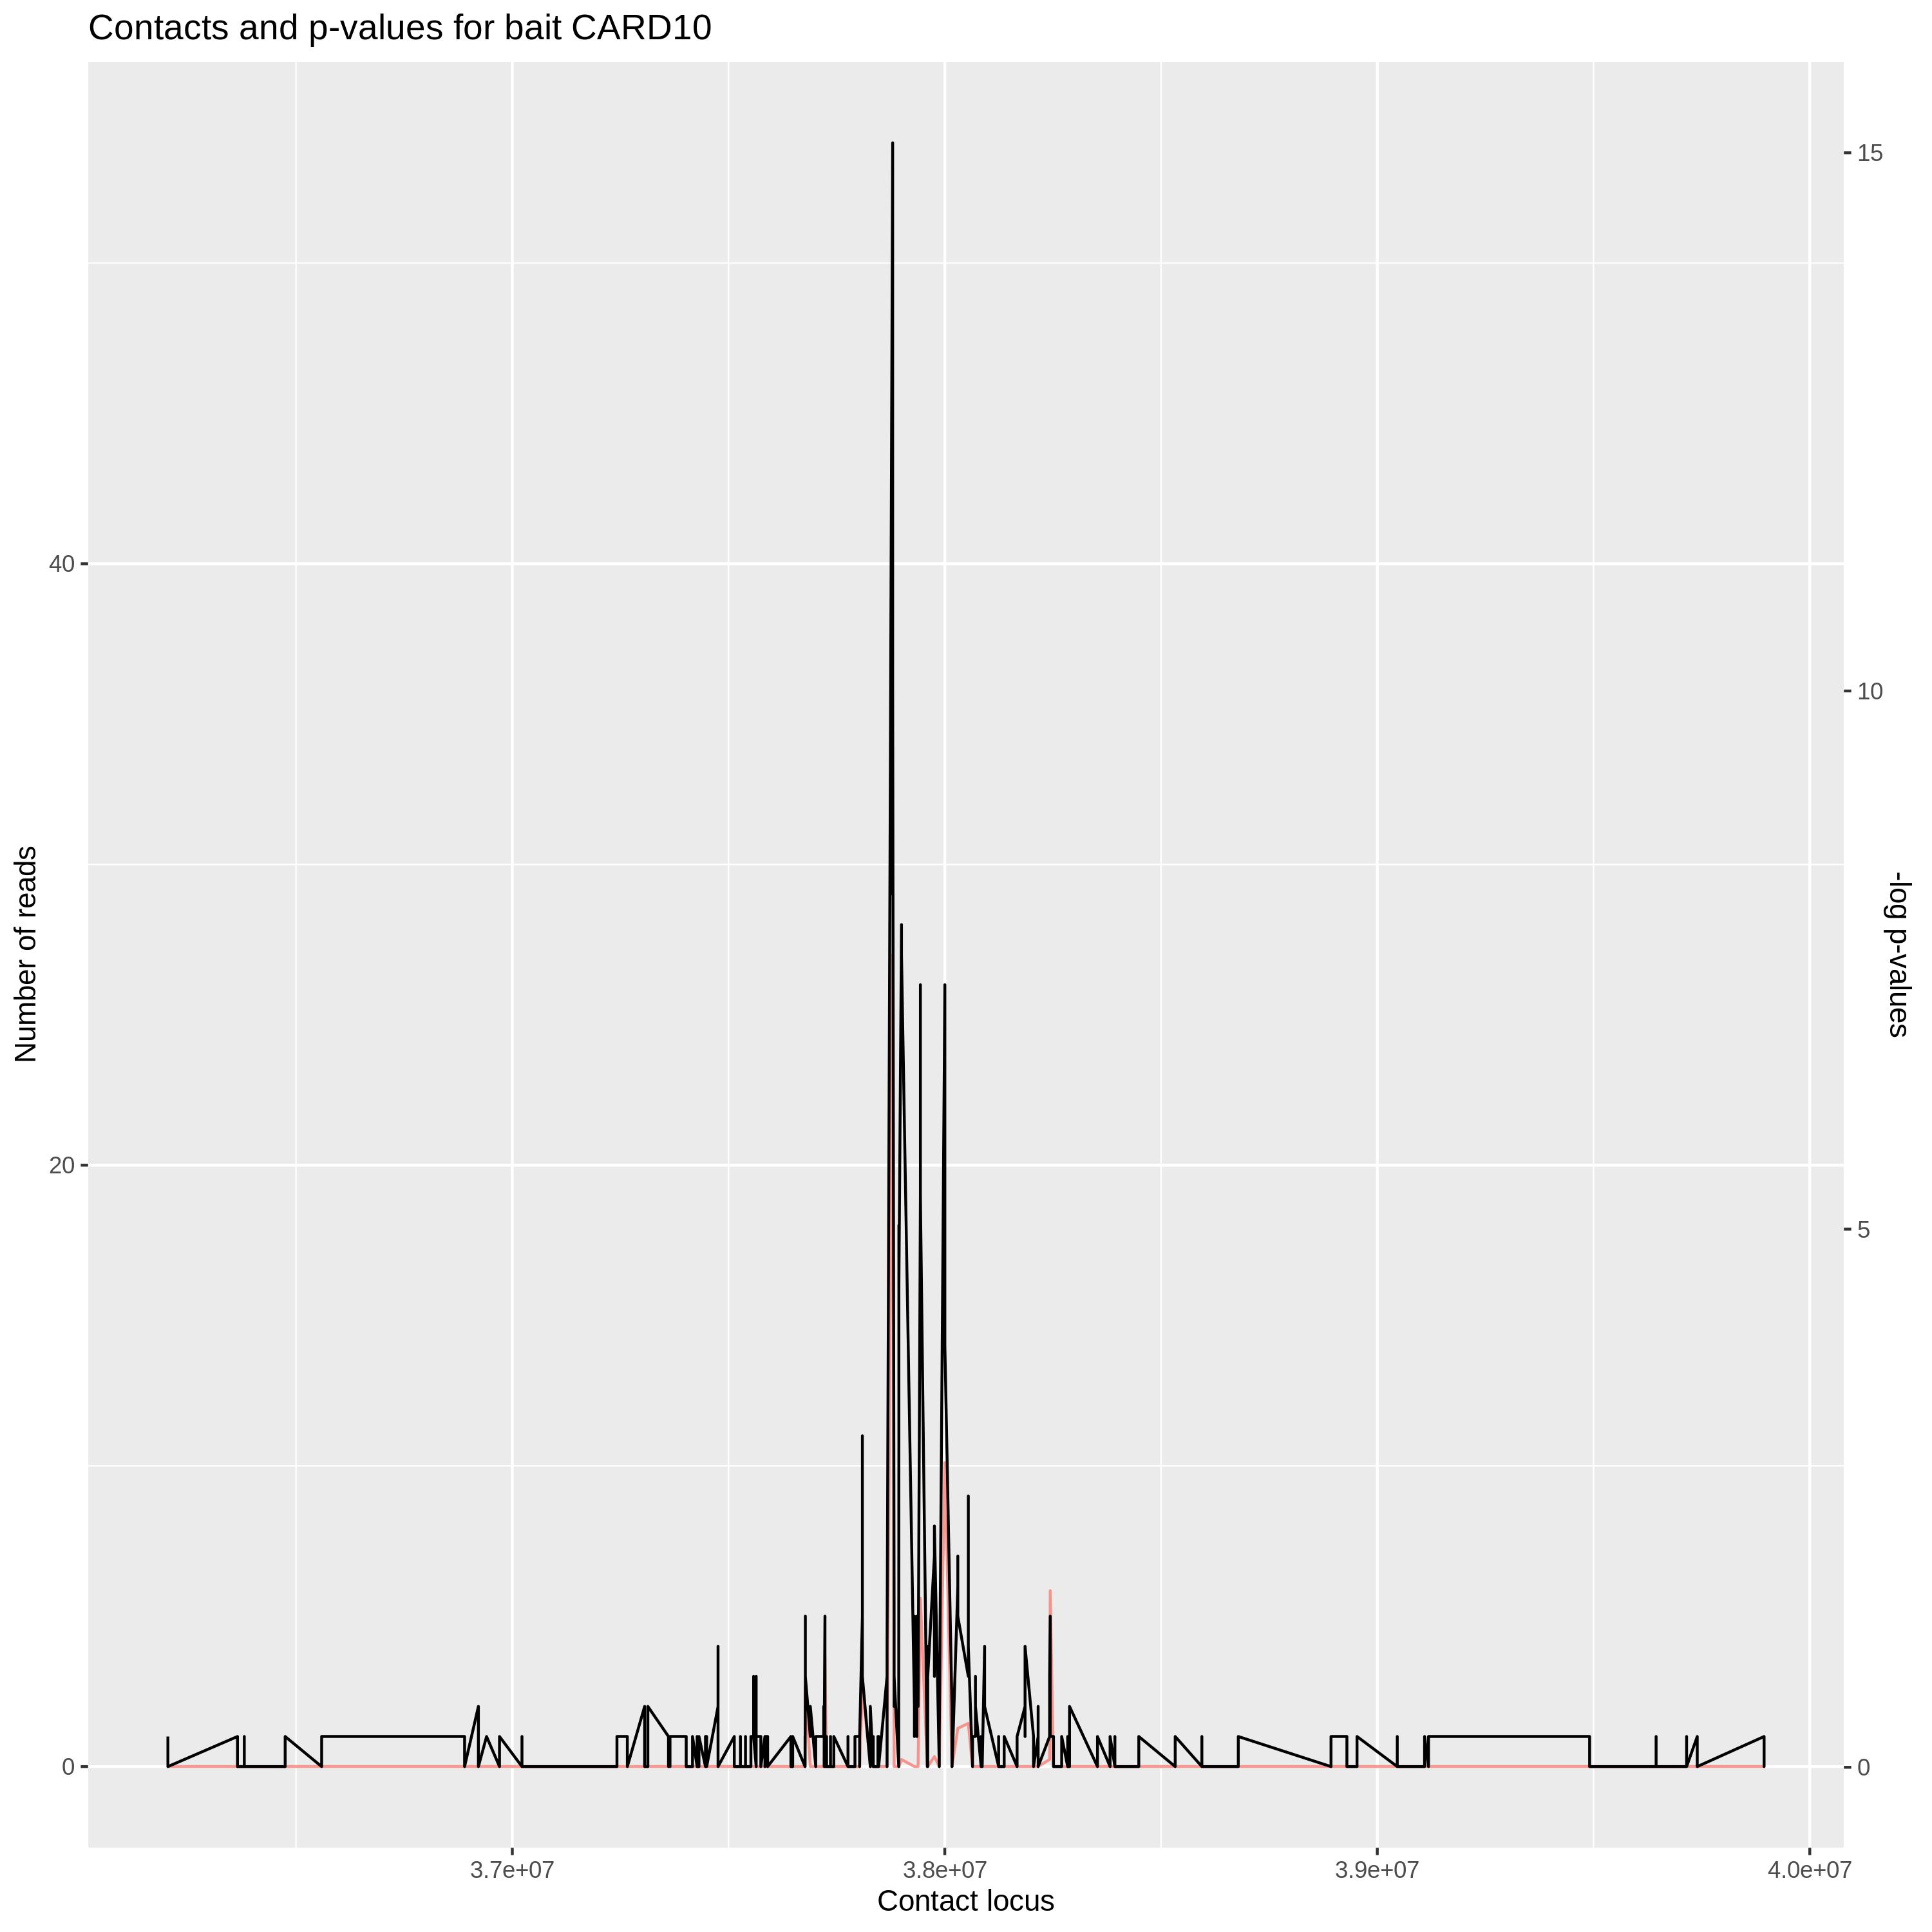 Contacts and p-values for bait CARD10
15
40
10
Number of reads
-log p-values
20
5
0
0
3.7e+07
3.8e+07
3.9e+07
4.0e+07
Contact locus